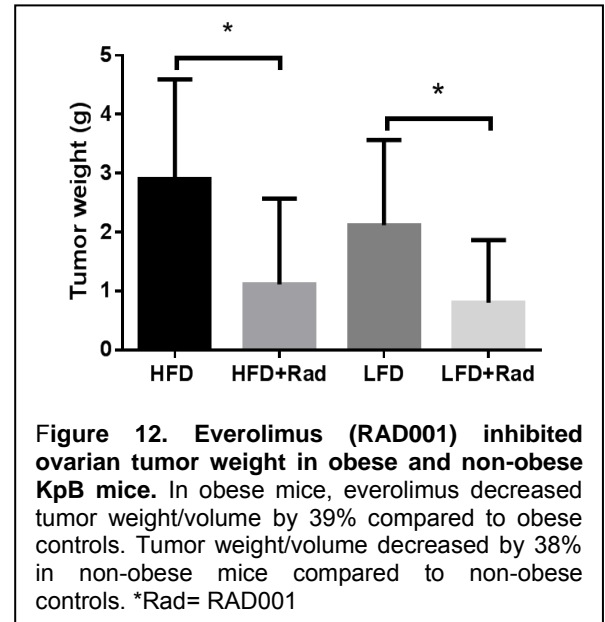 *
*
5
4
3
2
1
0
Tumor weight (g)
HFD HFD+Rad LFD LFD+Rad
Figure 12. Everolimus (RAD001) inhibited
ovarian tumor weight in obese and non-obese
KpB mice. In obese mice, everolimus decreased
tumor weight/volume by 39% compared to obese
controls. Tumor weight/volume decreased by 38%
in non-obese mice compared to non-obese
controls. *Rad= RAD001